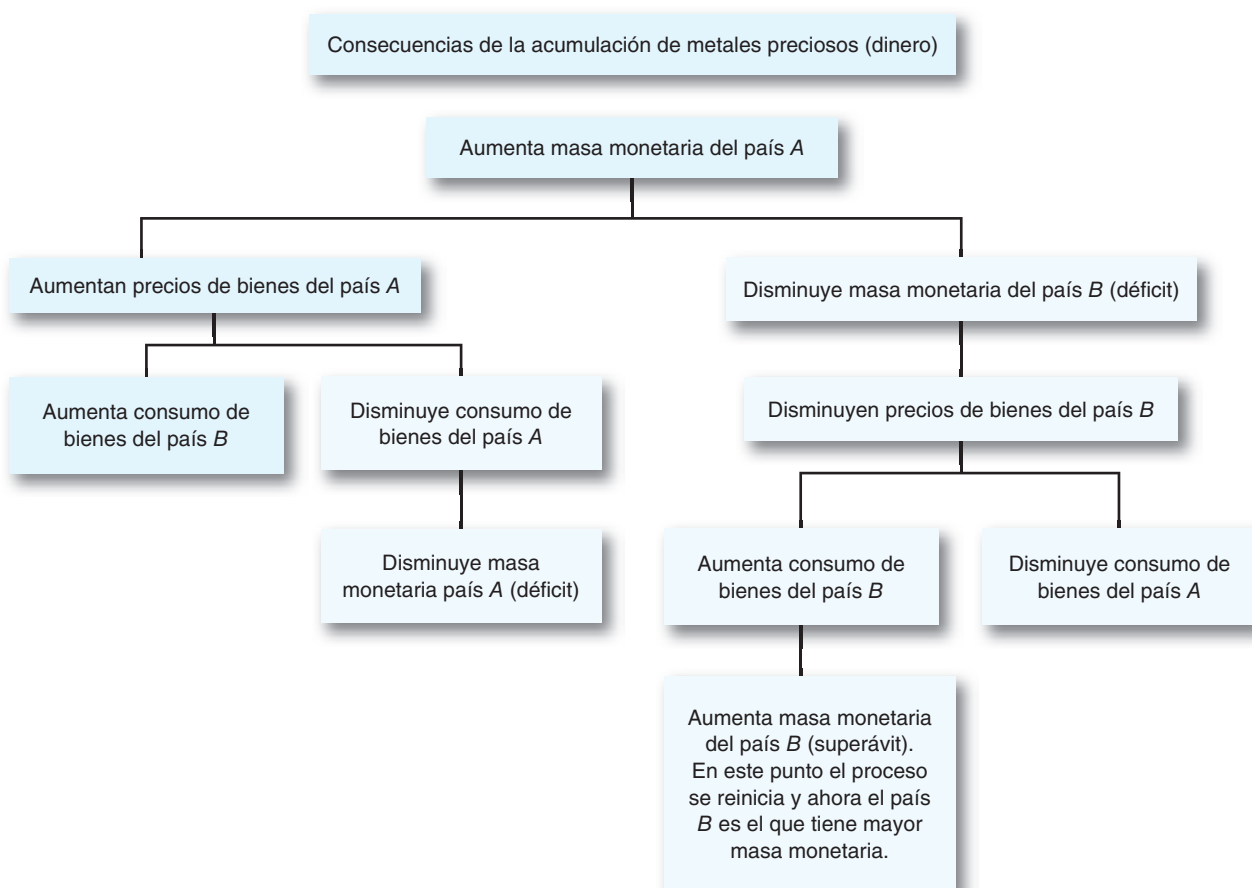 Consecuencias de la acumulación de metales preciosos (dinero)
Aumenta masa monetaria del país A
Aumentan precios de bienes del país A
Disminuye masa monetaria del país B (déficit)
Aumenta consumo de
bienes del país B
Disminuye consumo de
bienes del país A
Disminuyen precios de bienes del país B
Disminuye masa
monetaria país A (déficit)
Aumenta consumo de
bienes del país B
Disminuye consumo de
bienes del país A
Aumenta masa monetaria
del país B (superávit).
En este punto el proceso
se reinicia y ahora el país
B es el que tiene mayor
masa monetaria.